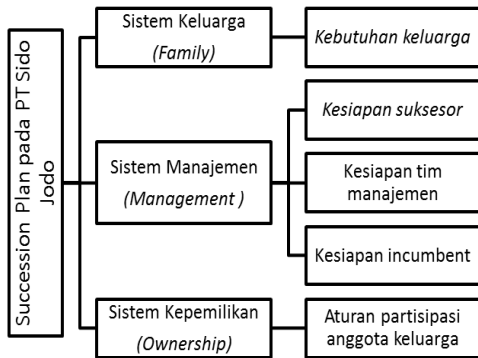 Succession Plan pada PT Sido
Jodo
Sistem Keluarga
(Family)
Kebutuhan keluarga
Sistem Manajemen
(Management )
Kesiapan suksesor
Kesiapan tim
manajemen
Kesiapan incumbent
Sistem Kepemilikan
(Ownership)
Aturan partisipasi
anggota keluarga